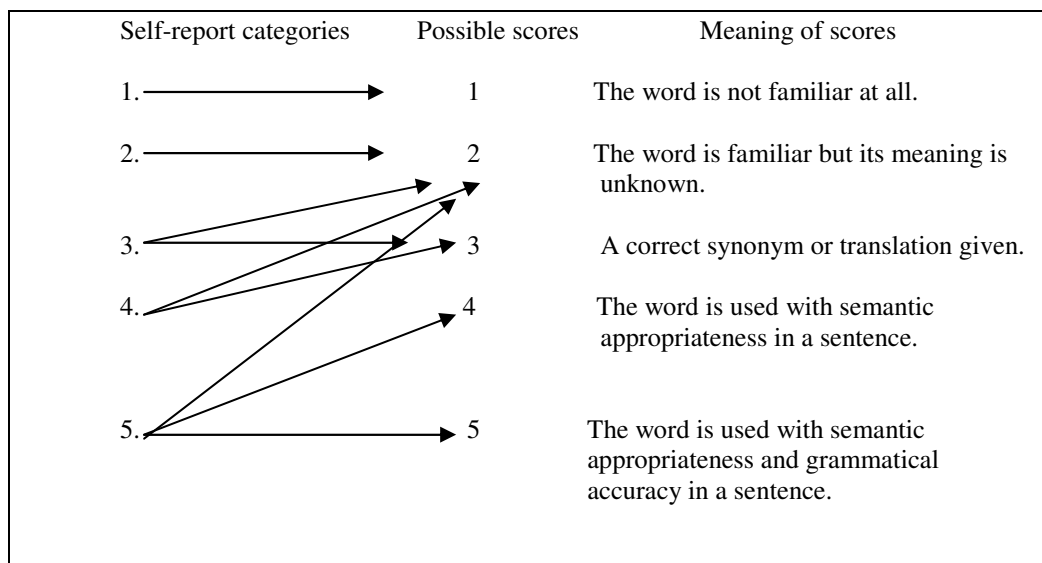 Self-report categories Possible scores Meaning of scores
1. 1 The word is not familiar at all.
2. 2 The word is familiar but its meaning is
unknown.
3. 3 A correct synonym or translation given.
4. 4 The word is used with semantic
appropriateness in a sentence.
5. 5 The word is used with semantic
appropriateness and grammatical
accuracy in a sentence.